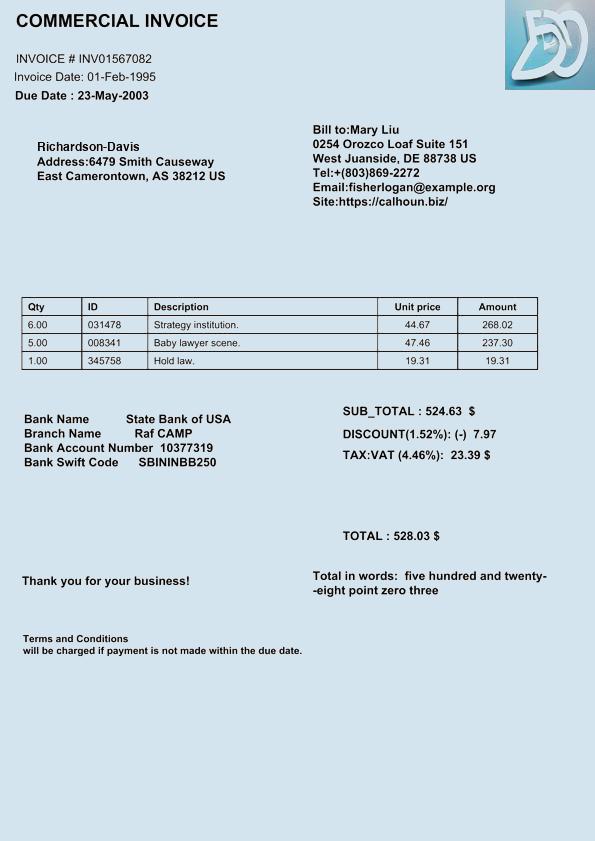 COMMERCIAL INVOICE
INVOICE # INV01567082
Invoice Date: 01-Feb-1995
Due Date : 23-May-2003
Richardson-Davis
Address:6479 Smith Causeway
East Camerontown, AS 38212 US
Bill to:Mary Liu
0254 Orozco Loaf Suite 151
West Juanside, DE 88738 US
Tel:+(803)869-2272
Email:fisherlogan@example.org
Site:https://calhoun.biz/
Qty ID Description Unit price Amount
6.00 031478 Strategy institution. 44.67 268.02
5.00 008341 Baby lawyer scene. 47.46 237.30
1.00 345758 Hold law. 19.31 19.31
Bank Name State Bank of USA
Branch Name Raf CAMP
Bank Account Number 10377319
Bank Swift Code SBININBB250
SUB_TOTAL : 524.63 $
DISCOUNT(1.52%): (-) 7.97
TAX:VAT (4.46%): 23.39 $
TOTAL : 528.03 $
Thank you for your business!
Total in words: five hundred and twenty-
-eight point zero three
Terms and Conditions
will be charged if payment is not made within the due date.